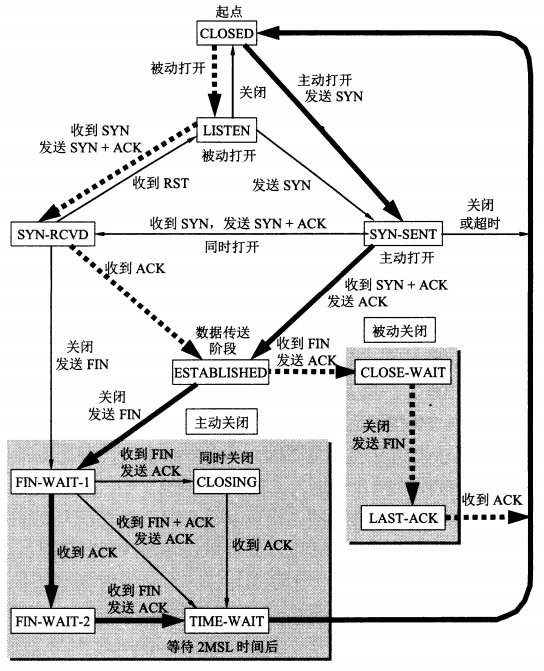 起点
CLOSED
被动打开
主动打开
发送 SYN
关闭
收到 SYN
发送 SYN + ACK
LISTEN
被动打开
收到 RST
发送 SYN
关闭
或超时
收到 SYN，发送 SYN + ACK
SYN-RCVD
SYN-SENT
同时打开
主动打开
收到 ACK
收到 SYN + ACK
发送 ACK
数据传送
阶段
收到 FIN
发送 ACK
被动关闭
关闭
发送 FIN
ESTABLISHED
CLOSE-WAIT
关闭
发送 FIN
主动关闭
关闭
发送 FIN
收到 FIN
发送 ACK
同时关闭
FIN-WAIT-1
CLOSING
收到 ACK
LAST-ACK
收到 FIN + ACK
发送 ACK
收到 ACK
收到 ACK
收到 FIN
发送 ACK
FIN-WAIT-2
TIME-WAIT
等待 2MSL 时间后